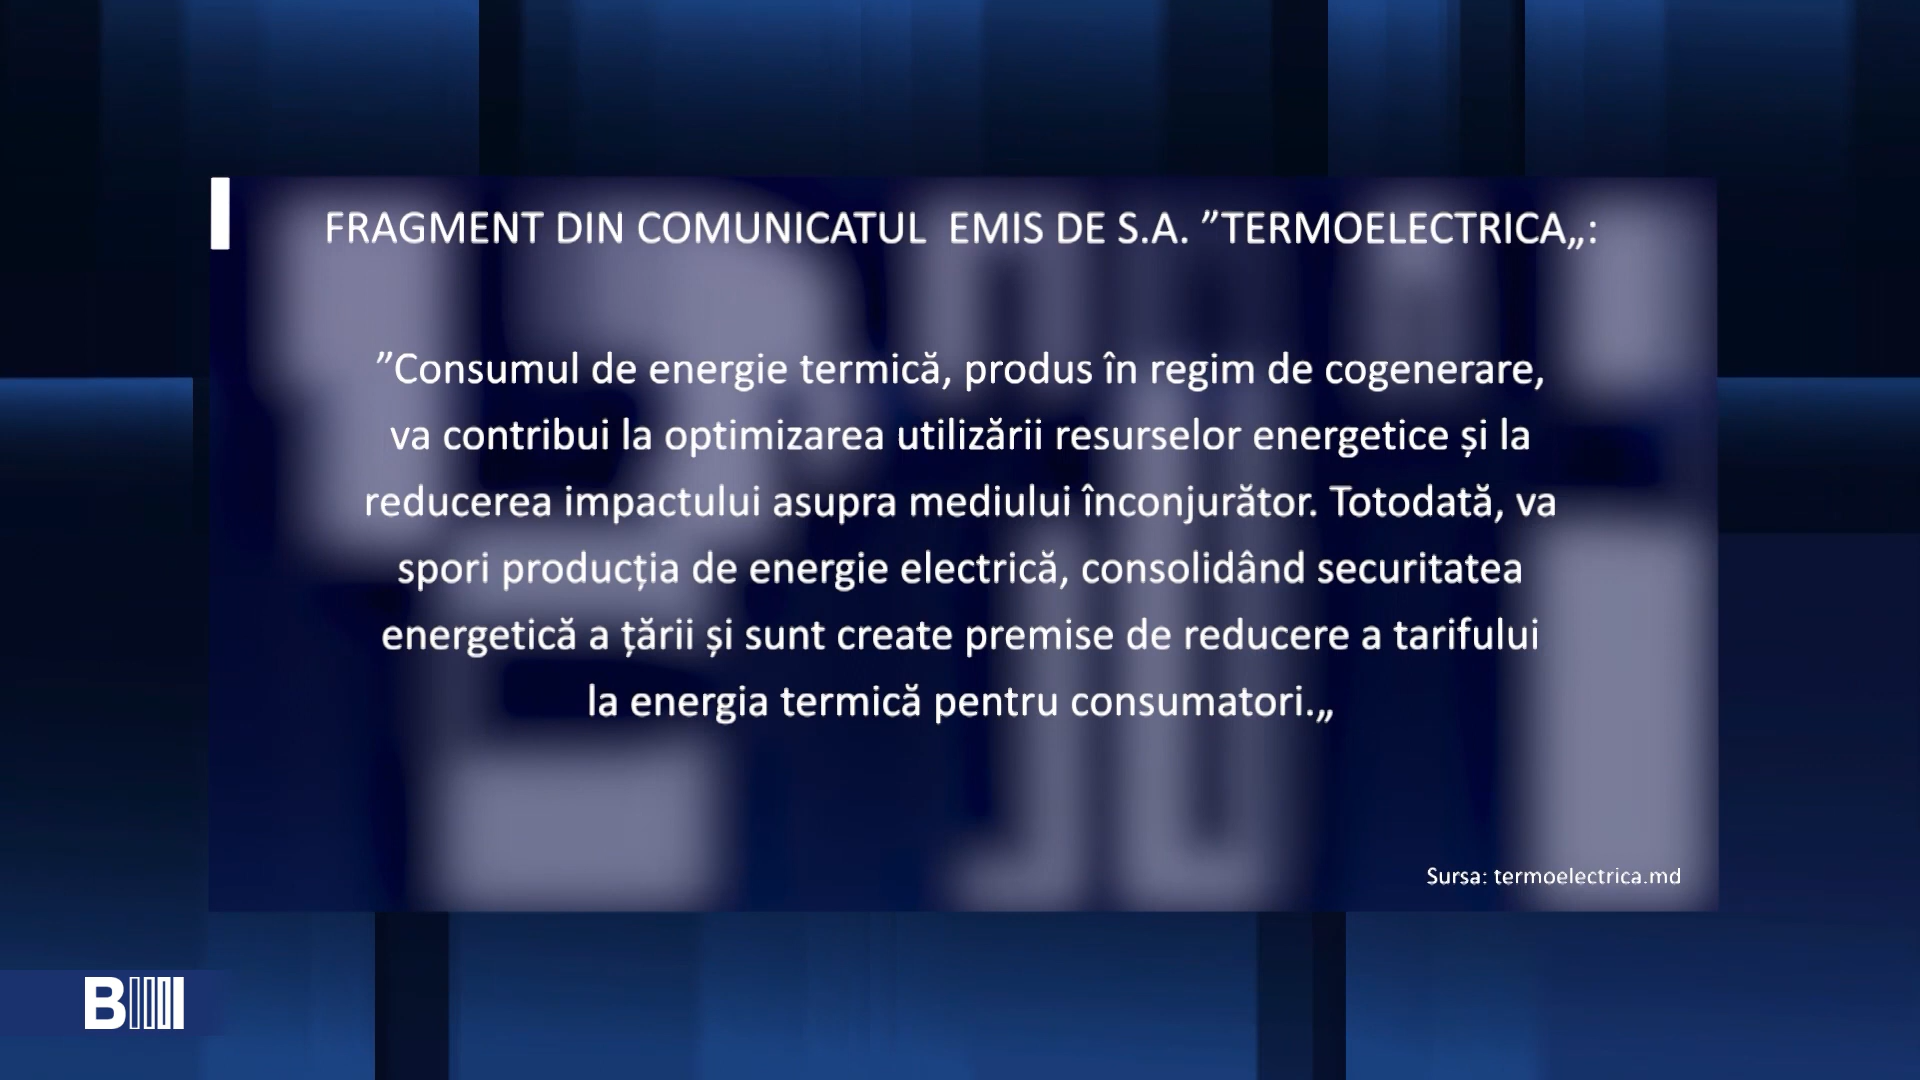 FRAGMENT DIN COMUNICATUL  EMIS DE S.A. ”TERMOELECTRICA„:
”Consumul de energie termică, produs în regim de cogenerare,
va contribui la optimizarea utilizării resurselor energetice și la
reducerea impactului asupra mediului înconjurător. Totodată, va
spori producția de energie electrică, consolidând securitatea
energetică a țării și sunt create premise de reducere a tarifului
la energia termică pentru consumatori.„
Sursa: termoelectrica.md
B